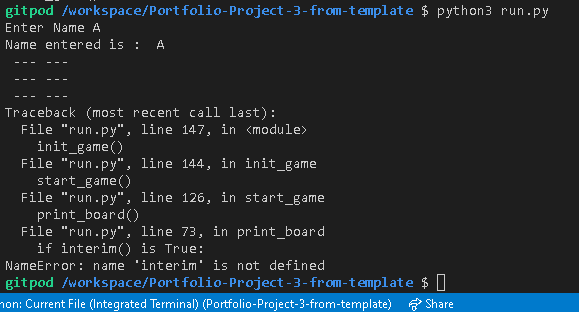 gitpod /workspace/Portfolio-Project-3-from-template $ python3 run.py
Enter Name A
Name entered is :  A
 --- ---
 --- ---
 --- ---
Traceback (most recent call last):
  File "run.py", line 147, in <module>
    init_game()
  File "run.py", line 144, in init_game
    start_game()
  File "run.py", line 126, in start_game
    print_board()
  File "run.py", line 73, in print_board
    if interim() is True:
NameError: name 'interim' is not defined
gitpod /workspace/Portfolio-Project-3-from-template $
hon: Current File (Integrated Terminal) (Portfolio-Project-3-from-template) Share